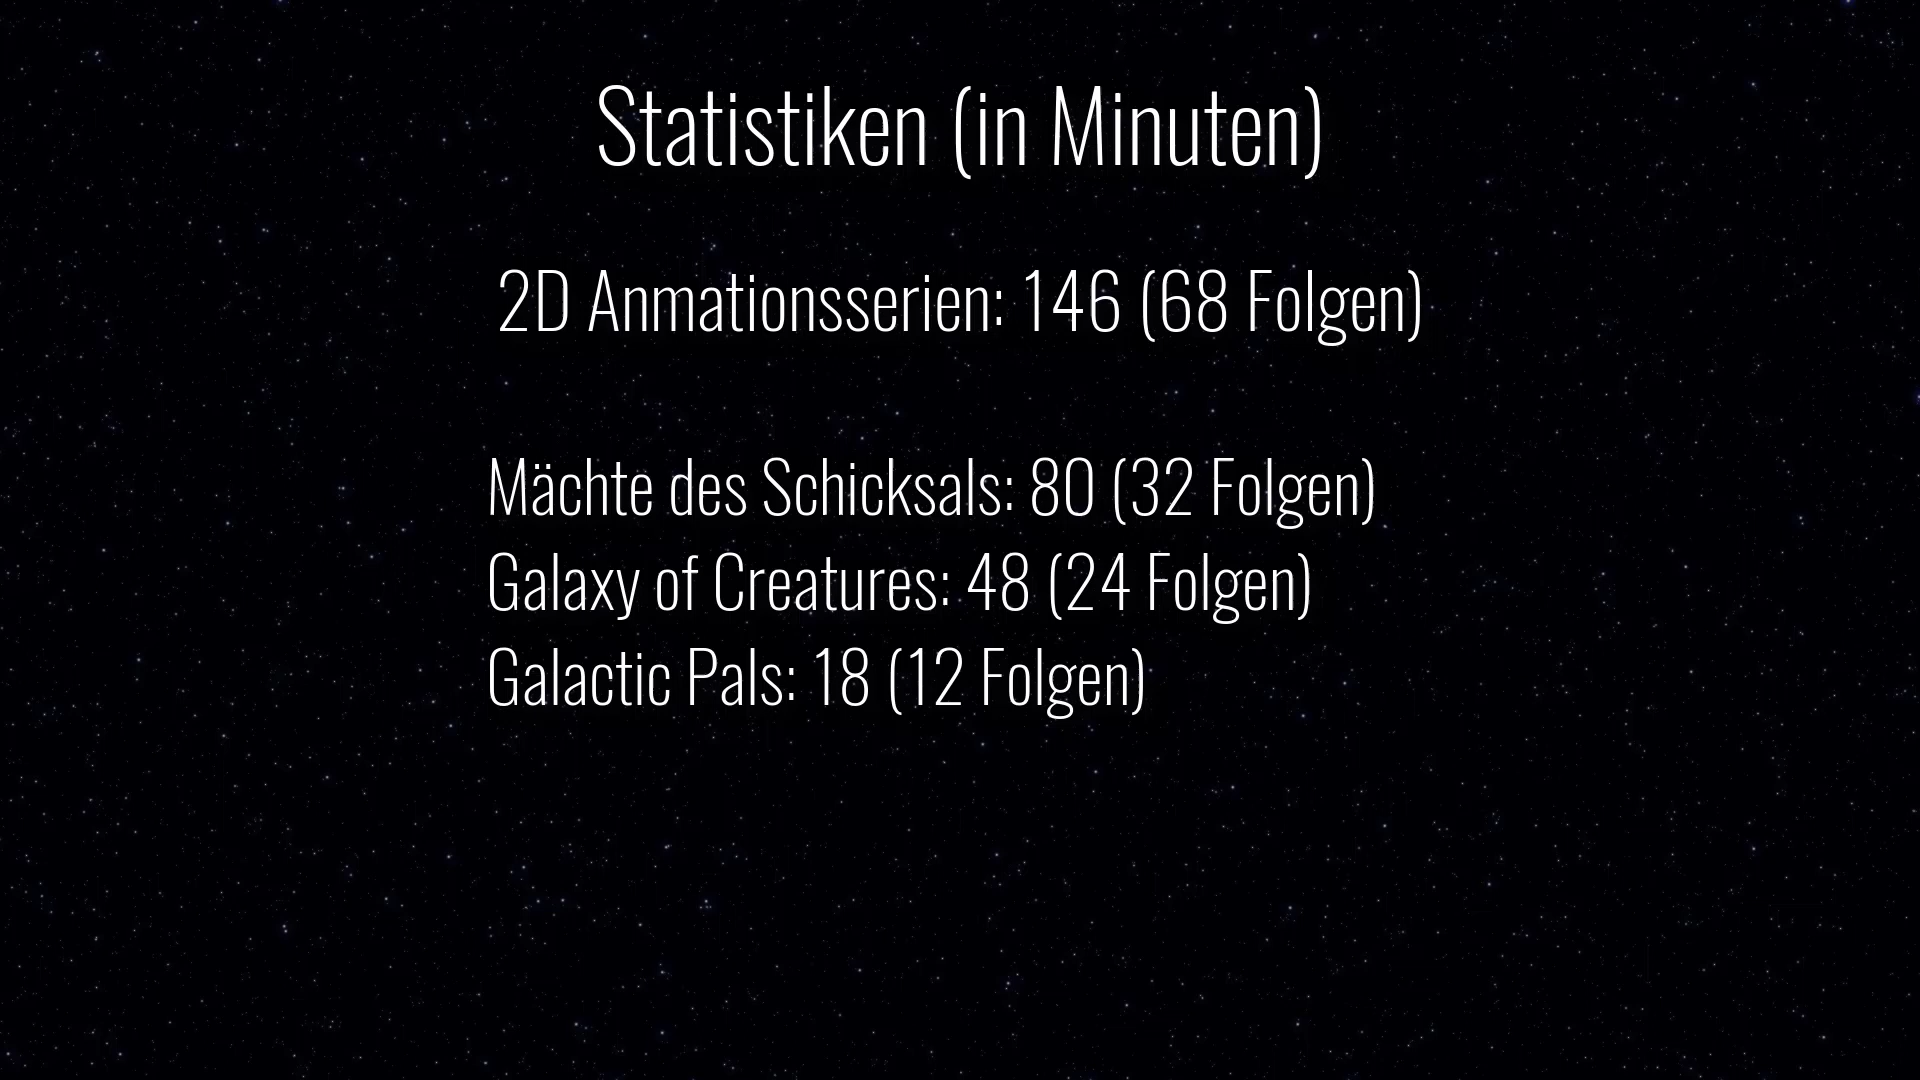 Statistiken (in Minuten)
2D Anmationsserien: 146 (68 Folgen)
Mächte des Schicksals: 80 (32 Folgen)
Galaxy of Creatures: 48 (24 Folgen)
Galactic Pals: 18 (12 Folgen)